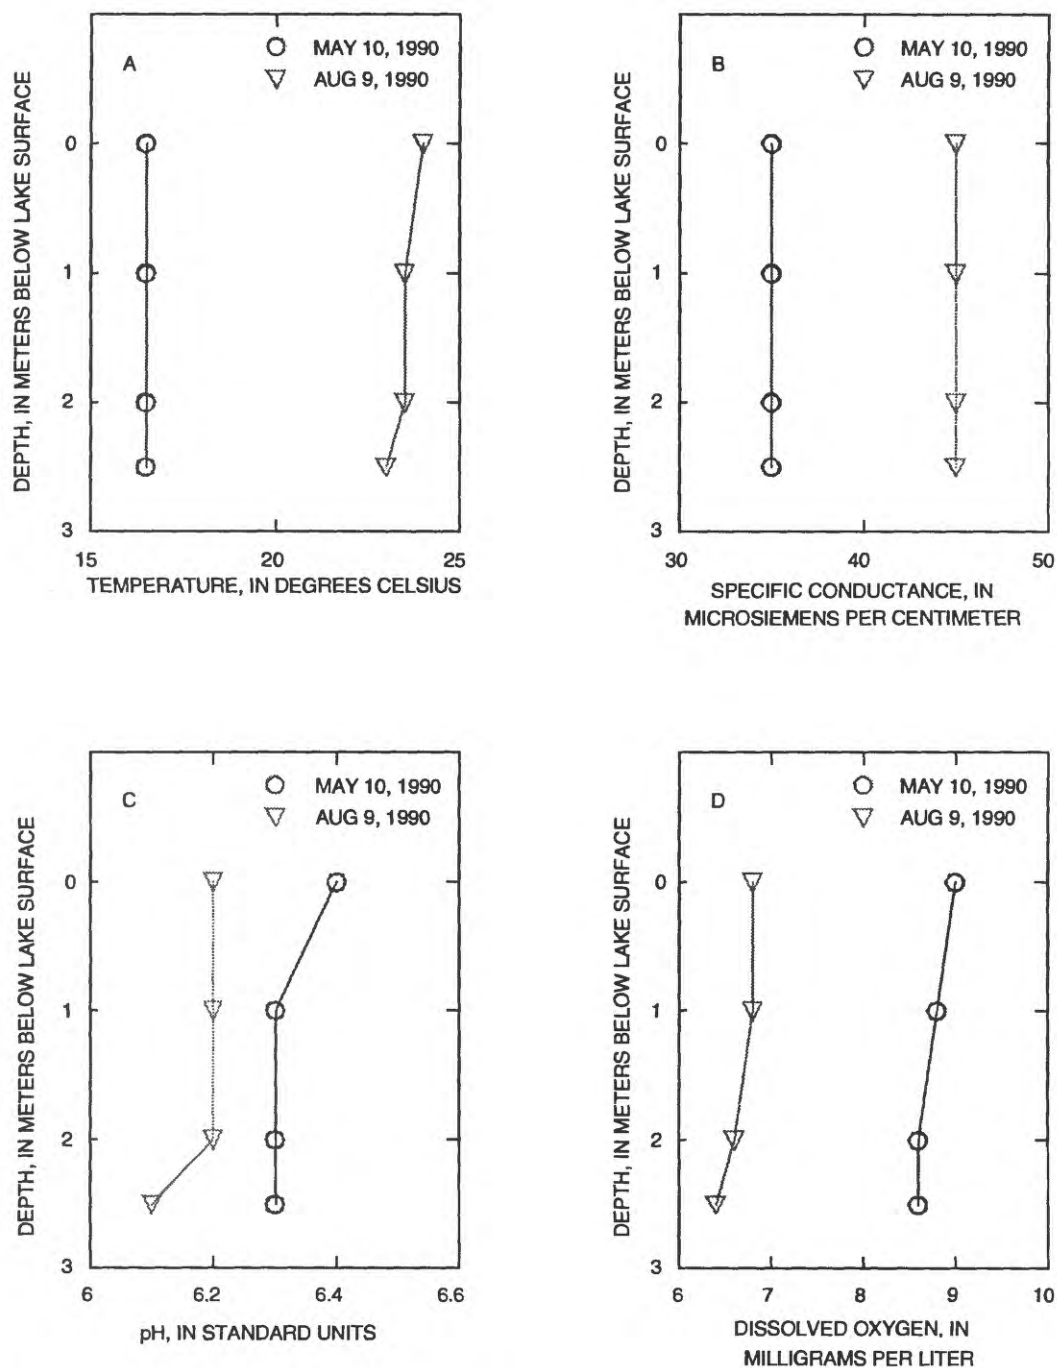 A
MAY 10, 1990
AUG 9, 1990
DEPTH, IN METERS BELOW LAKE SURFACE
0
1
2
3
15
20
25
TEMPERATURE, IN DEGREES CELSIUS
B
MAY 10, 1990
AUG 9, 1990
DEPTH, IN METERS BELOW LAKE SURFACE
0
1
2
3
30
40
50
SPECIFIC CONDUCTANCE, IN
MICROSIEMENS PER CENTIMETER
C
MAY 10, 1990
AUG 9, 1990
DEPTH, IN METERS BELOW LAKE SURFACE
0
1
2
3
6
6.2
6.4
6.6
pH, IN STANDARD UNITS
D
MAY 10, 1990
AUG 9, 1990
DEPTH, IN METERS BELOW LAKE SURFACE
0
1
2
3
6
7
8
9
10
DISSOLVED OXYGEN, IN
MILLIGRAMS PER LITER